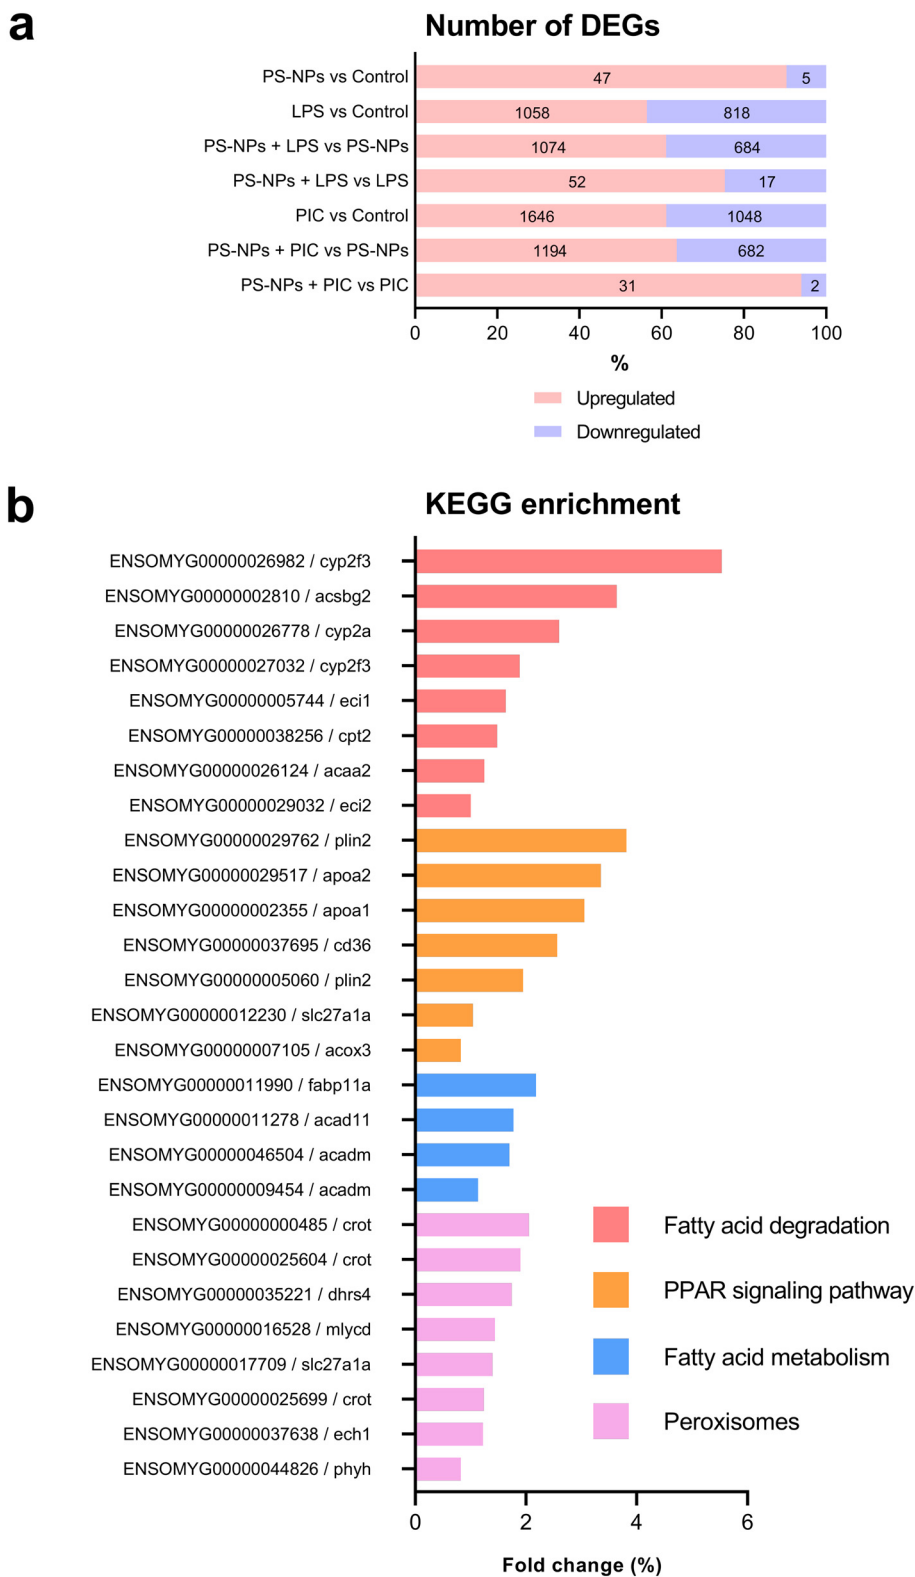 a
Number of DEGs
PS-NPs vs Control 47 5
LPS vs Control 1058 818
PS-NPs + LPS vs PS-NPs 1074 684
PS-NPs + LPS vs LPS 52 17
PIC vs Control 1646 1048
PS-NPs + PIC vs PS-NPs 1194 682
PS-NPs + PIC vs PIC 31 2
0 20 40 60 80 100
%
Upregulated
Downregulated
b
KEGG enrichment
ENSOMYG00000026982 / cyp2f3
ENSOMYG00000002810 / acsbg2
ENSOMYG00000026778 / cyp2a
ENSOMYG00000027032 / cyp2f3
ENSOMYG00000005744 / eci1
ENSOMYG00000038256 / cpt2
ENSOMYG00000026124 / acaa2
ENSOMYG00000029032 / eci2
ENSOMYG00000029762 / plin2
ENSOMYG00000029517 / apoa2
ENSOMYG00000002355 / apoa1
ENSOMYG00000037695 / cd36
ENSOMYG00000005060 / plin2
ENSOMYG00000012230 / slc27a1a
ENSOMYG00000007105 / acox3
ENSOMYG00000011990 / fabp11a
ENSOMYG00000011278 / acad11
ENSOMYG00000046504 / acadm
ENSOMYG00000009454 / acadm
ENSOMYG00000000485 / crot
ENSOMYG00000025604 / crot
ENSOMYG00000035221 / dhrs4
ENSOMYG00000016528 / mlycd
ENSOMYG00000017709 / slc27a1a
ENSOMYG00000025699 / crot
ENSOMYG00000037638 / ech1
ENSOMYG00000044826 / phyh
Fatty acid degradation
PPAR signaling pathway
Fatty acid metabolism
Peroxisomes
0 2 4 6
Fold change (%)